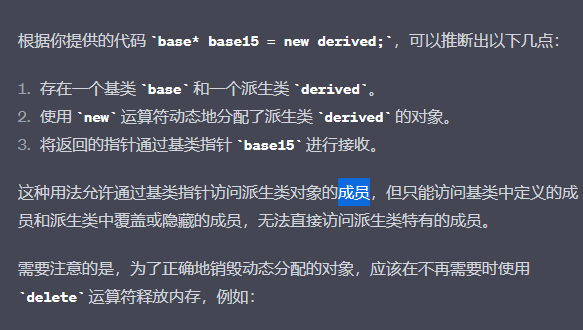 根据你提供的代码 `base* base15 = new derived;`，可以推断出以下几点：
1. 存在一个基类 `base` 和一个派生类 `derived`。
2. 使用 `new` 运算符动态地分配了派生类 `derived` 的对象。
3. 将返回的指针通过基类指针 `base15` 进行接收。
这种用法允许通过基类指针访问派生类对象的成员，但只能访问基类中定义的成
员和派生类中覆盖或隐藏的成员，无法直接访问派生类特有的成员。
需要注意的是，为了正确地销毁动态分配的对象，应该在不再需要时使用
`delete` 运算符释放内存，例如：